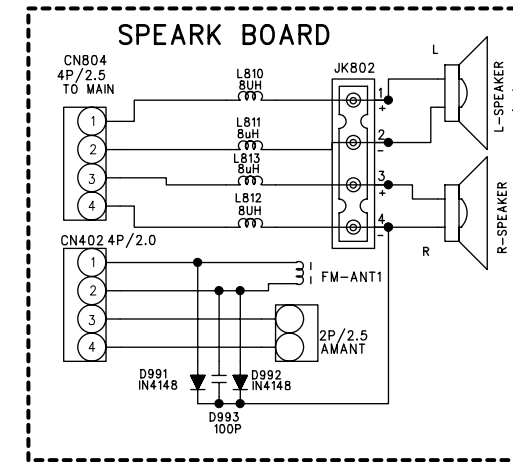 SPEARK BOARD
CN804
4P/2.5
TO MAIN
1
2
3
4
L810
8UH
L811
8uH
L813
8uH
L812
8UH
JK802
1
+
2
-
3
+
4
-
L
L-SPEAKER
R
R-SPEAKER
CN402 4P/2.0
1
2
3
4
FM-ANT1
2P/2.5
AMANT
D991
IN4148
D992
IN4148
D993
100P